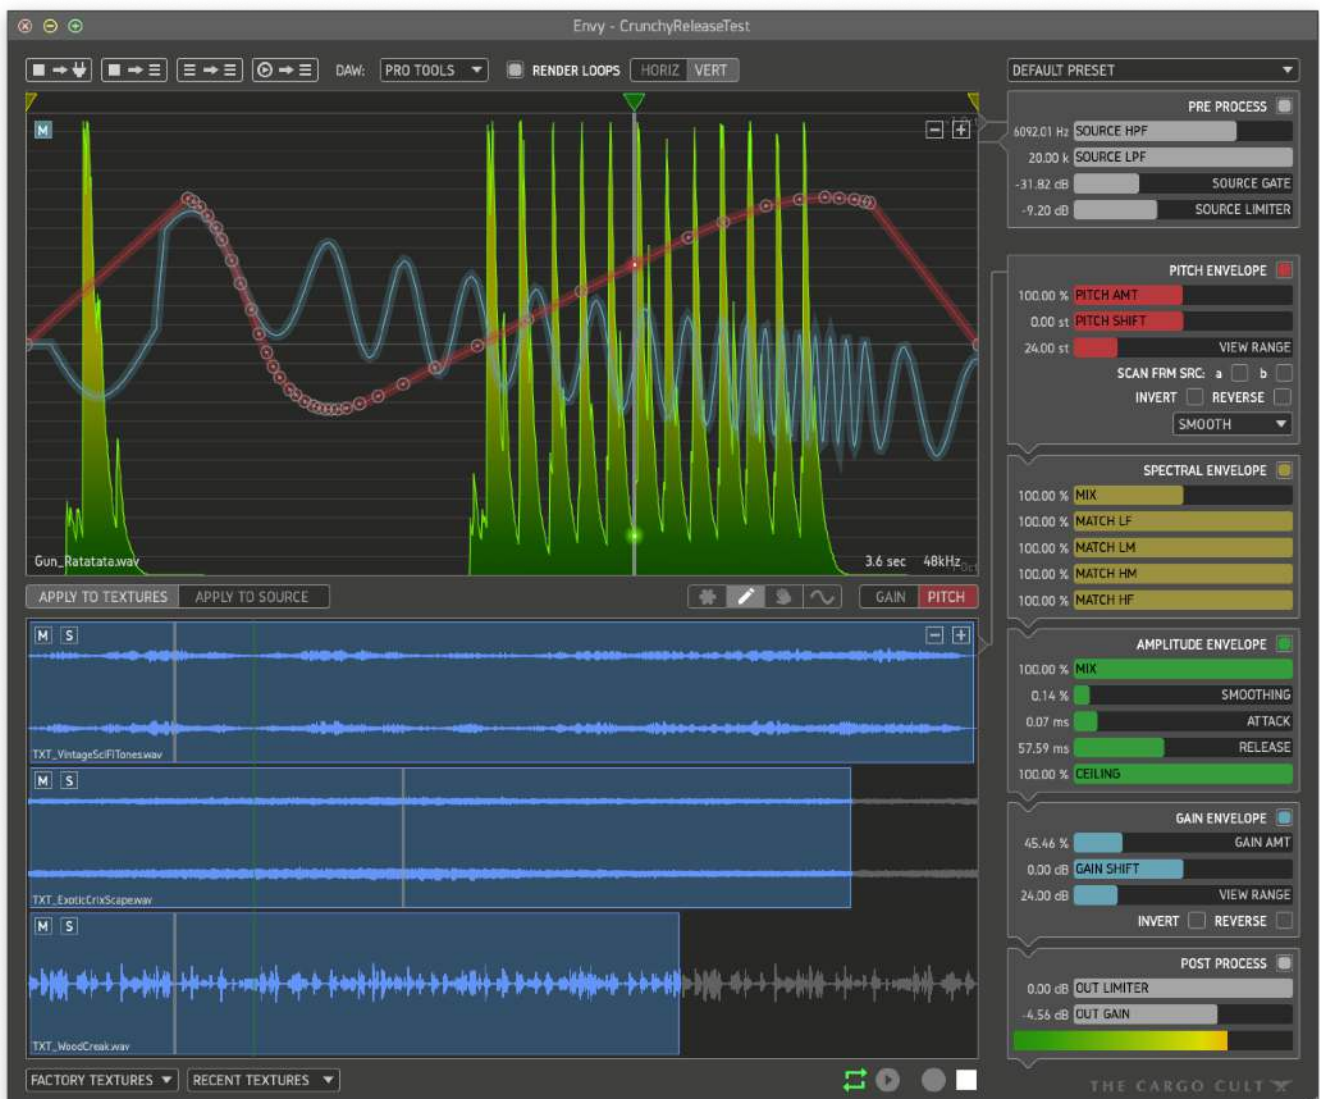 Envy - CrunchyReleaseTest
DAW: PRO TOOLS RENDER LOOPS HORIZ VERT
DEFAULT PRESET
M
PRE PROCESS
6092.01 Hz SOURCE HPF
20.00 k SOURCE LPF
-31.82 dB SOURCE GATE
-9.20 dB SOURCE LIMITER
PITCH ENVELOPE
100.00 % PITCH AMT
0.00 st PITCH SHIFT
24.00 st VIEW RANGE
SCAN FRM SRC: a b
INVERT REVERSE
SMOOTH
SPECTRAL ENVELOPE
100.00 % MIX
100.00 % MATCH LF
100.00 % MATCH LM
100.00 % MATCH HM
100.00 % MATCH HF
Gun_Ratatata.wav 3.6 sec 48kHz
APPLY TO TEXTURES APPLY TO SOURCE GAIN PITCH
M S
TXT_VintageSciFiTones.wav
AMPLITUDE ENVELOPE
100.00 % MIX
0.14 % SMOOTHING
0.07 ms ATTACK
57.59 ms RELEASE
100.00 % CEILING
M S
TXT_ExoticCrixScape.wav
GAIN ENVELOPE
45.46 % GAIN AMT
0.00 dB GAIN SHIFT
24.00 dB VIEW RANGE
INVERT REVERSE
M S
TXT_WoodCreak.wav
POST PROCESS
0.00 dB OUT LIMITER
-4.56 dB OUT GAIN
FACTORY TEXTURES RECENT TEXTURES
THE CARGO CULT